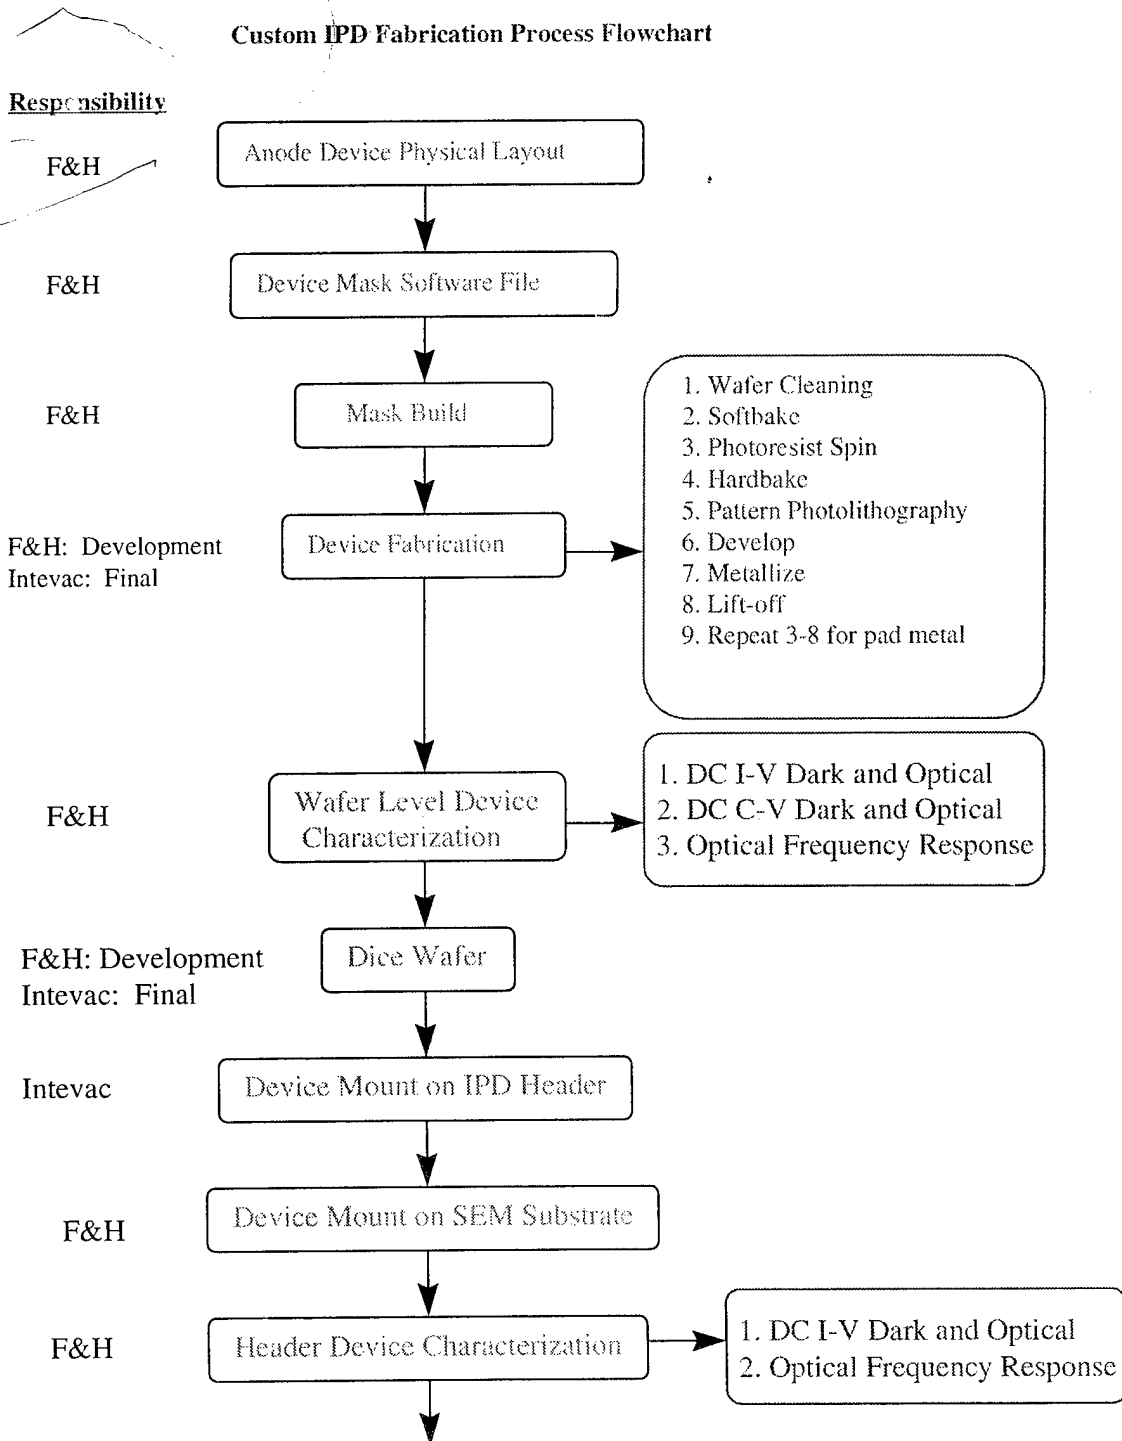 Custom IPD Fabrication Process Flowchart
Responsibility
F&H
Anode Device Physical Layout
F&H
Device Mask Software File
F&H
Mask Build
F&H: Development
Intevac: Final
Device Fabrication
1. Wafer Cleaning
2. Softbake
3. Photoresist Spin
4. Hardbake
5. Pattern Photolithography
6. Develop
7. Metallize
8. Lift-off
9. Repeat 3-8 for pad metal
F&H
Wafer Level Device
Characterization
1. DC I-V Dark and Optical
2. DC C-V Dark and Optical
3. Optical Frequency Response
F&H: Development
Intevac: Final
Dice Wafer
Intevac
Device Mount on IPD Header
F&H
Device Mount on SEM Substrate
F&H
Header Device Characterization
1. DC I-V Dark and Optical
2. Optical Frequency Response